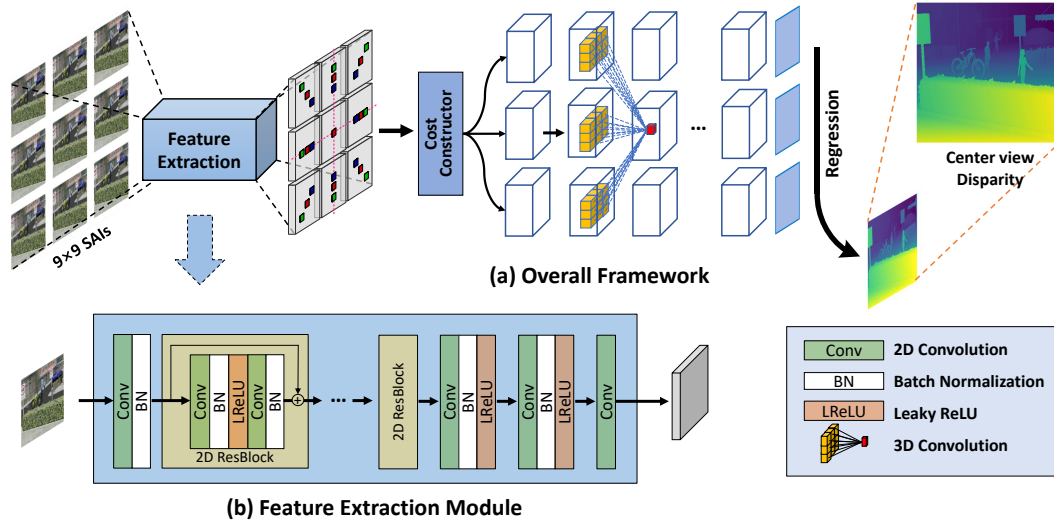 Feature
Extraction
9×9 SAIs
Cost
Constructor
...
Regression
Center view
Disparity
(a) Overall Framework
Conv
BN
Conv
BN
LReLU
Conv
BN
2D ResBlock
...
2D ResBlock
Conv
BN
LReLU
Conv
BN
LReLU
Conv
(b) Feature Extraction Module
Conv 2D Convolution
BN Batch Normalization
LReLU Leaky ReLU
3D Convolution